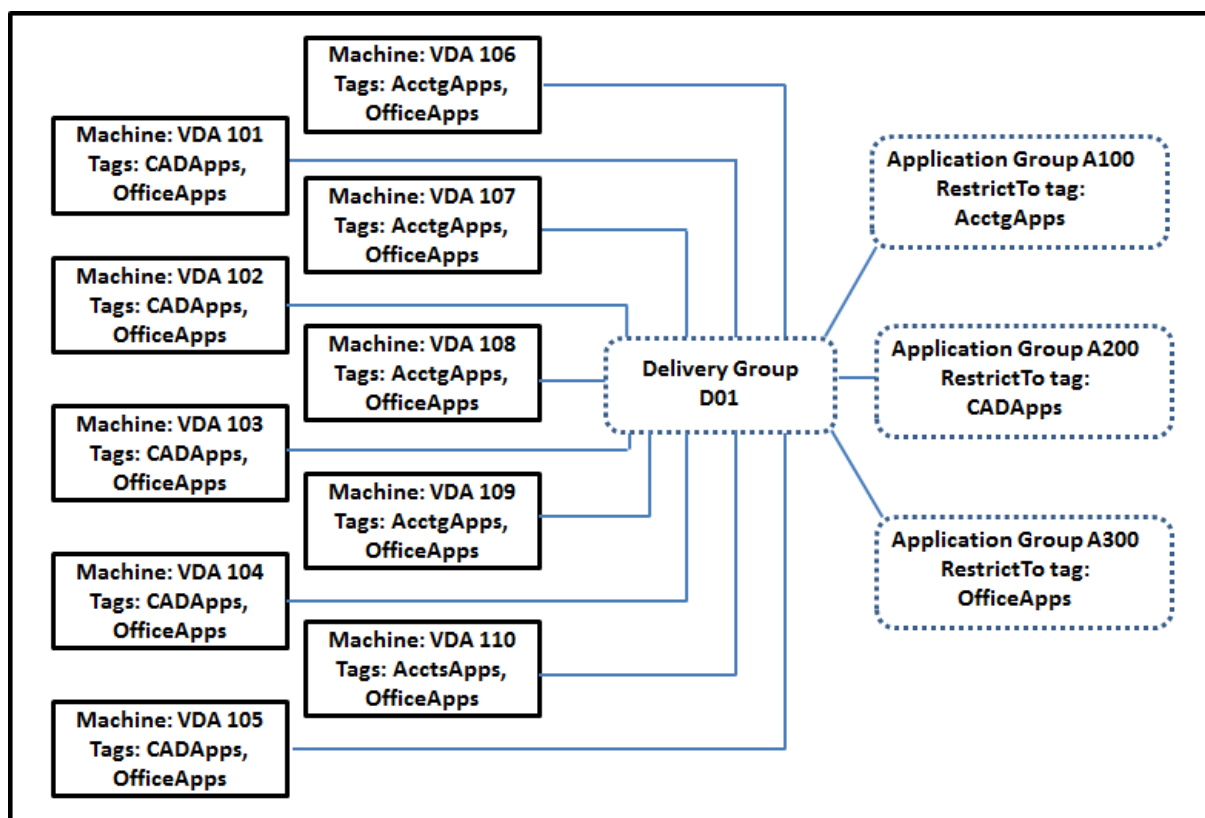 Machine: VDA 106
Tags: AcctgApps,
OfficeApps
Machine: VDA 101
Tags: CADApps,
OfficeApps
Machine: VDA 107
Tags: AcctgApps,
OfficeApps
Machine: VDA 102
Tags: CADApps,
OfficeApps
Machine: VDA 108
Tags: AcctgApps,
OfficeApps
Machine: VDA 103
Tags: CADApps,
OfficeApps
Machine: VDA 109
Tags: AcctgApps,
OfficeApps
Machine: VDA 104
Tags: CADApps,
OfficeApps
Machine: VDA 110
Tags: AcctsApps,
OfficeApps
Machine: VDA 105
Tags: CADApps,
OfficeApps
Delivery Group
D01
Application Group A100
RestrictTo tag:
AcctgApps
Application Group A200
RestrictTo tag:
CADApps
Application Group A300
RestrictTo tag:
OfficeApps